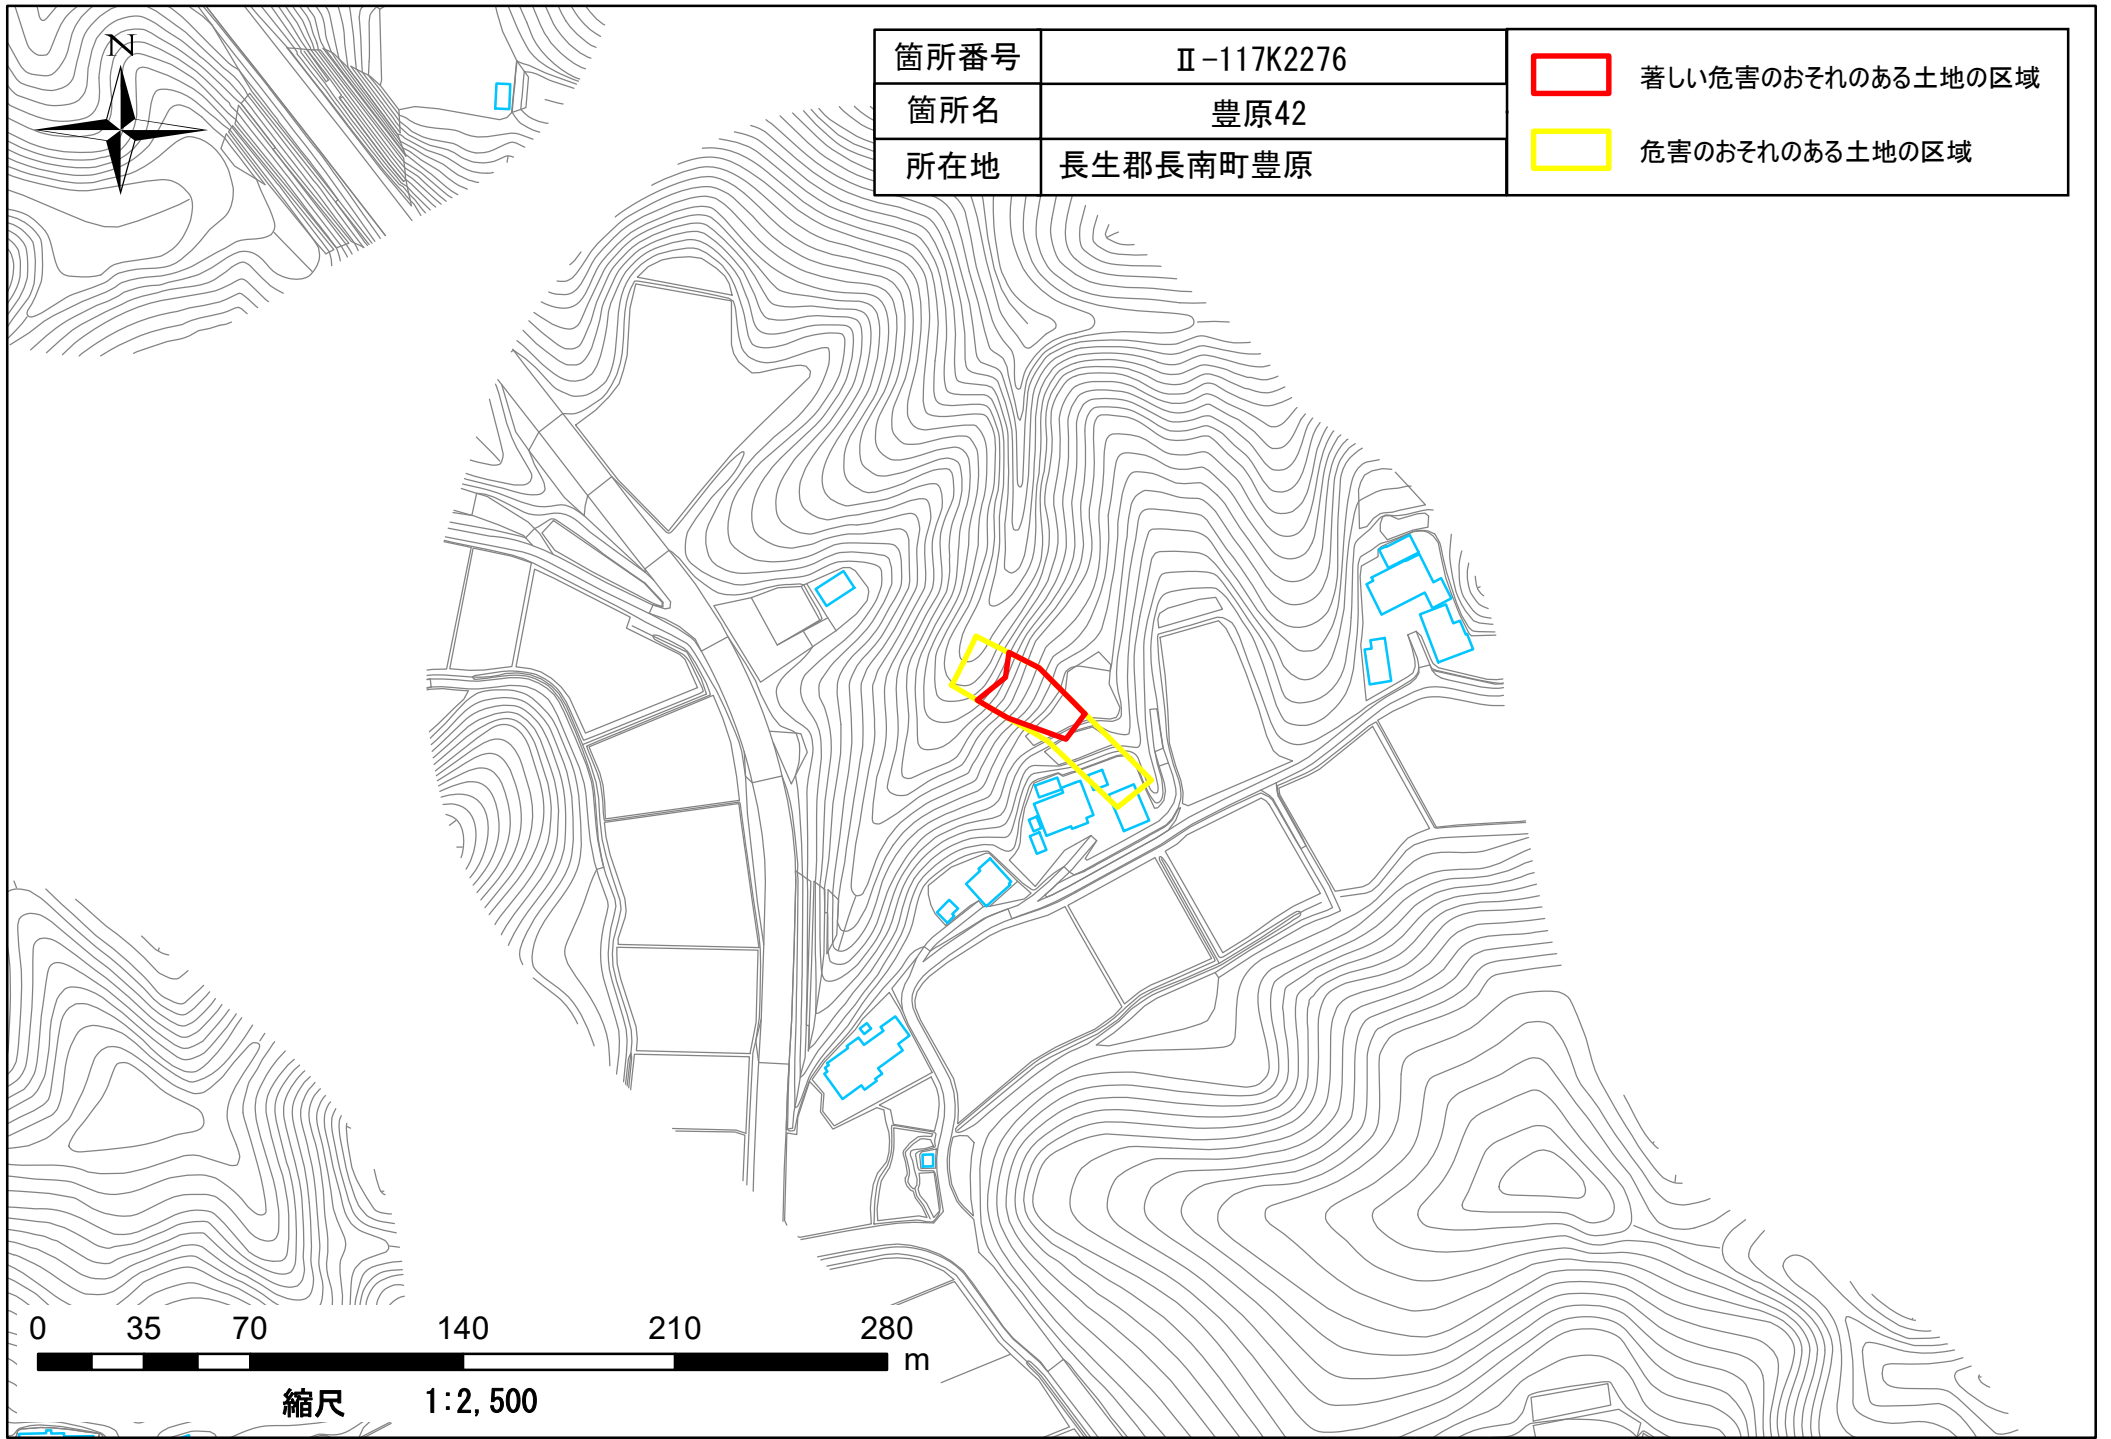 N
箇所番号 Ⅱ-117K2276
箇所名 豊原42
所在地 長生郡長南町豊原
著しい危害のおそれのある土地の区域
危害のおそれのある土地の区域
0 35 70 140 210 280
m
縮尺 1:2,500